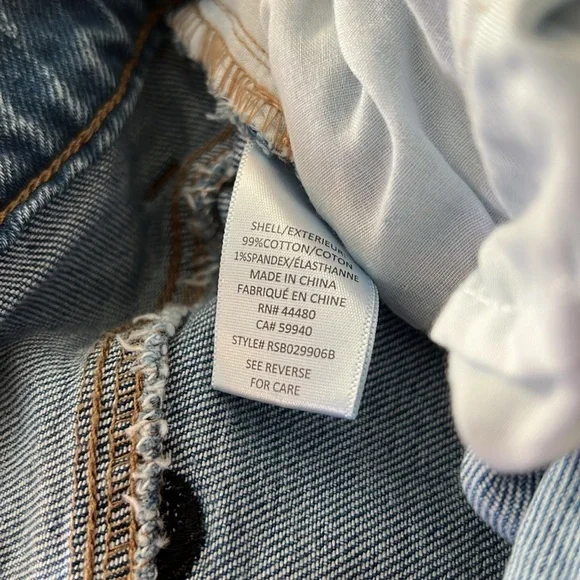 SHELL/EXTERIEUR
99%COTTON/COTON
1%SPANDEX/ÉLASTHANNE
MADE IN CHINA
FABRIQUÉ EN CHINE
RN# 44480
CA# 59940
STYLE# RSB029906B
SEE REVERSE
FOR CARE